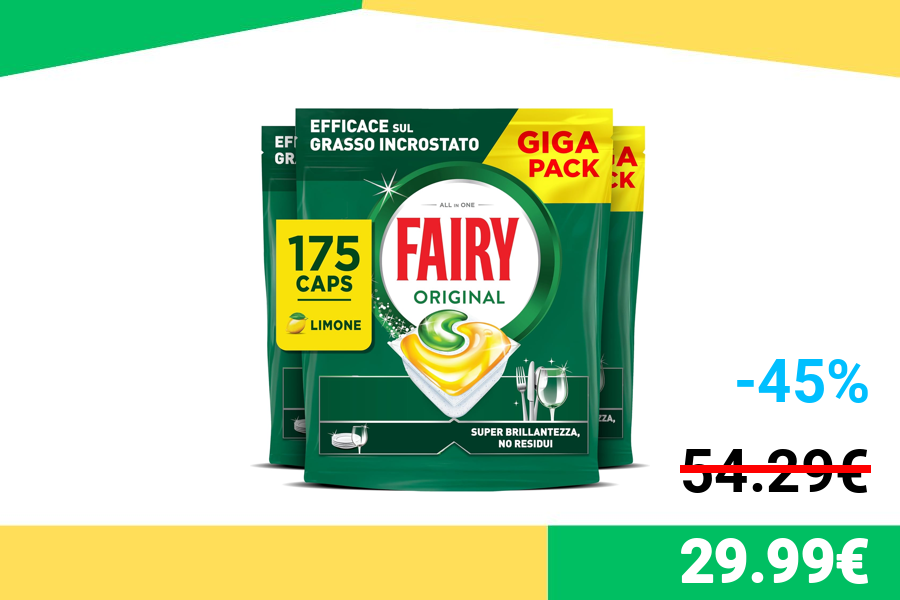 EFFICACE SUL
GRASSO INCROSTATO
GIGA
PACK
ALL IN ONE
FAIRY
ORIGINAL
175
CAPS
LIMONE
SUPER BRILLANTEZZA,
NO RESIDUI
-45%
54.29€
29.99€